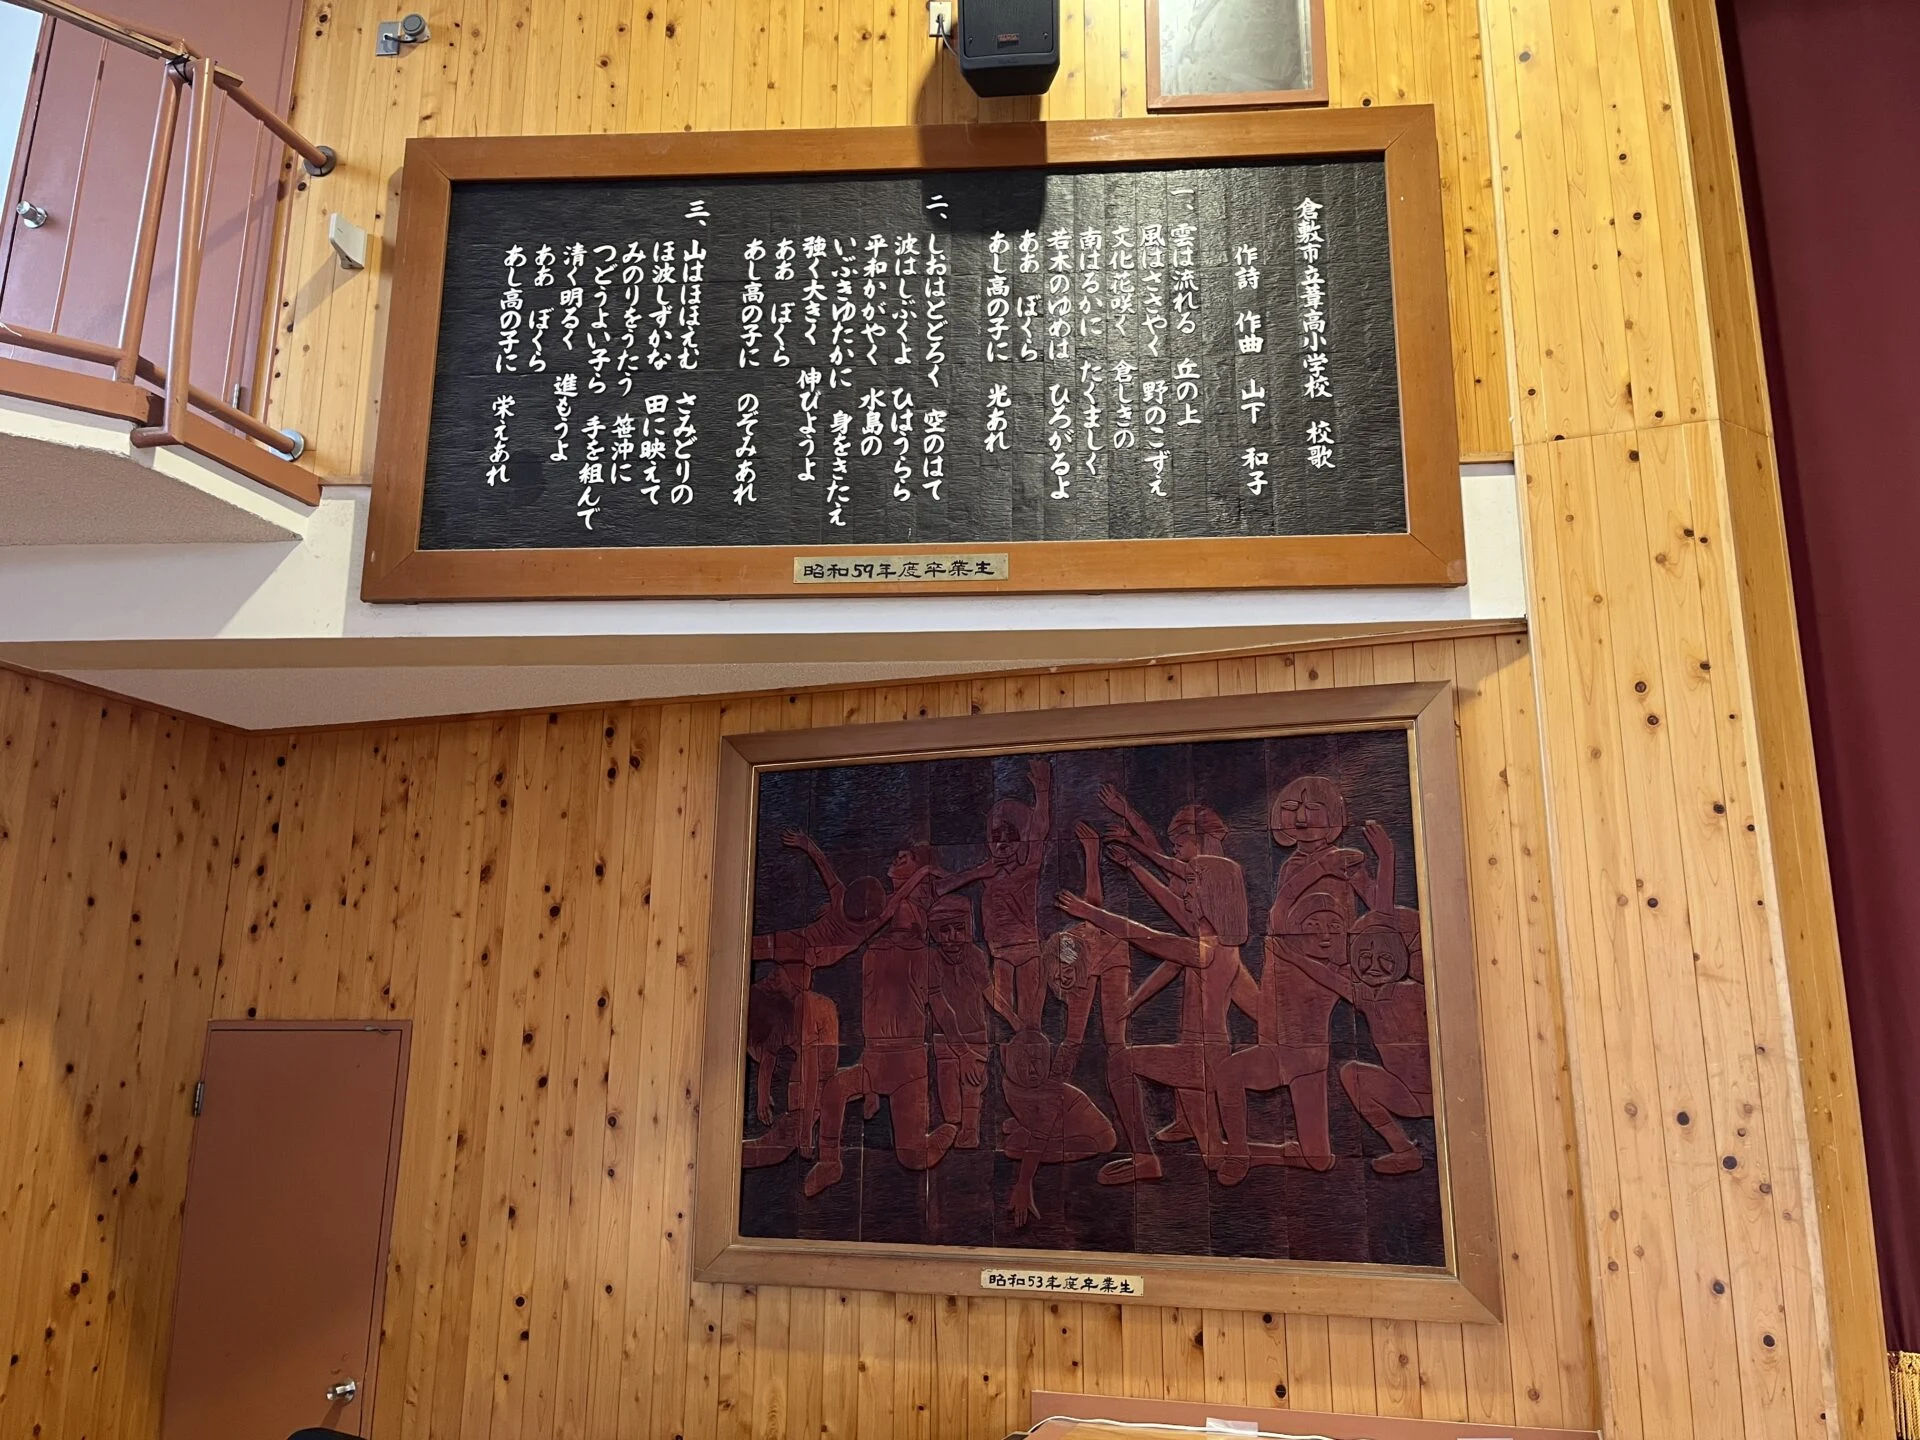 倉敷市立葦高小学校　校歌
作詩　作曲　山下　和子
一、雲は流れる　丘の上
風はささやく　野のこずえ
文化花咲く　倉しきの
南はるかに　たくましく
若木のゆめは　ひろがるよ
ああ　ぼくら
あし高の子に　光あれ
二、しおはとどろく　空のはて
波はしぶくよ　ひはうらら
平和かがやく　水島の
いぶきゆたかに　身をきたえ
強く大きく　伸びようよ
ああ　ぼくら
あし高の子に　のぞみあれ
三、山はほほえむ　さみどりの
ほ波しずかな　田に映えて
みのりをうたう　笹沖に
つどうよい子ら　手を組んで
清く明るく　進もうよ
ああ　ぼくら
あし高の子に　栄えあれ
昭和59年度卒業生
昭和53年度卒業生